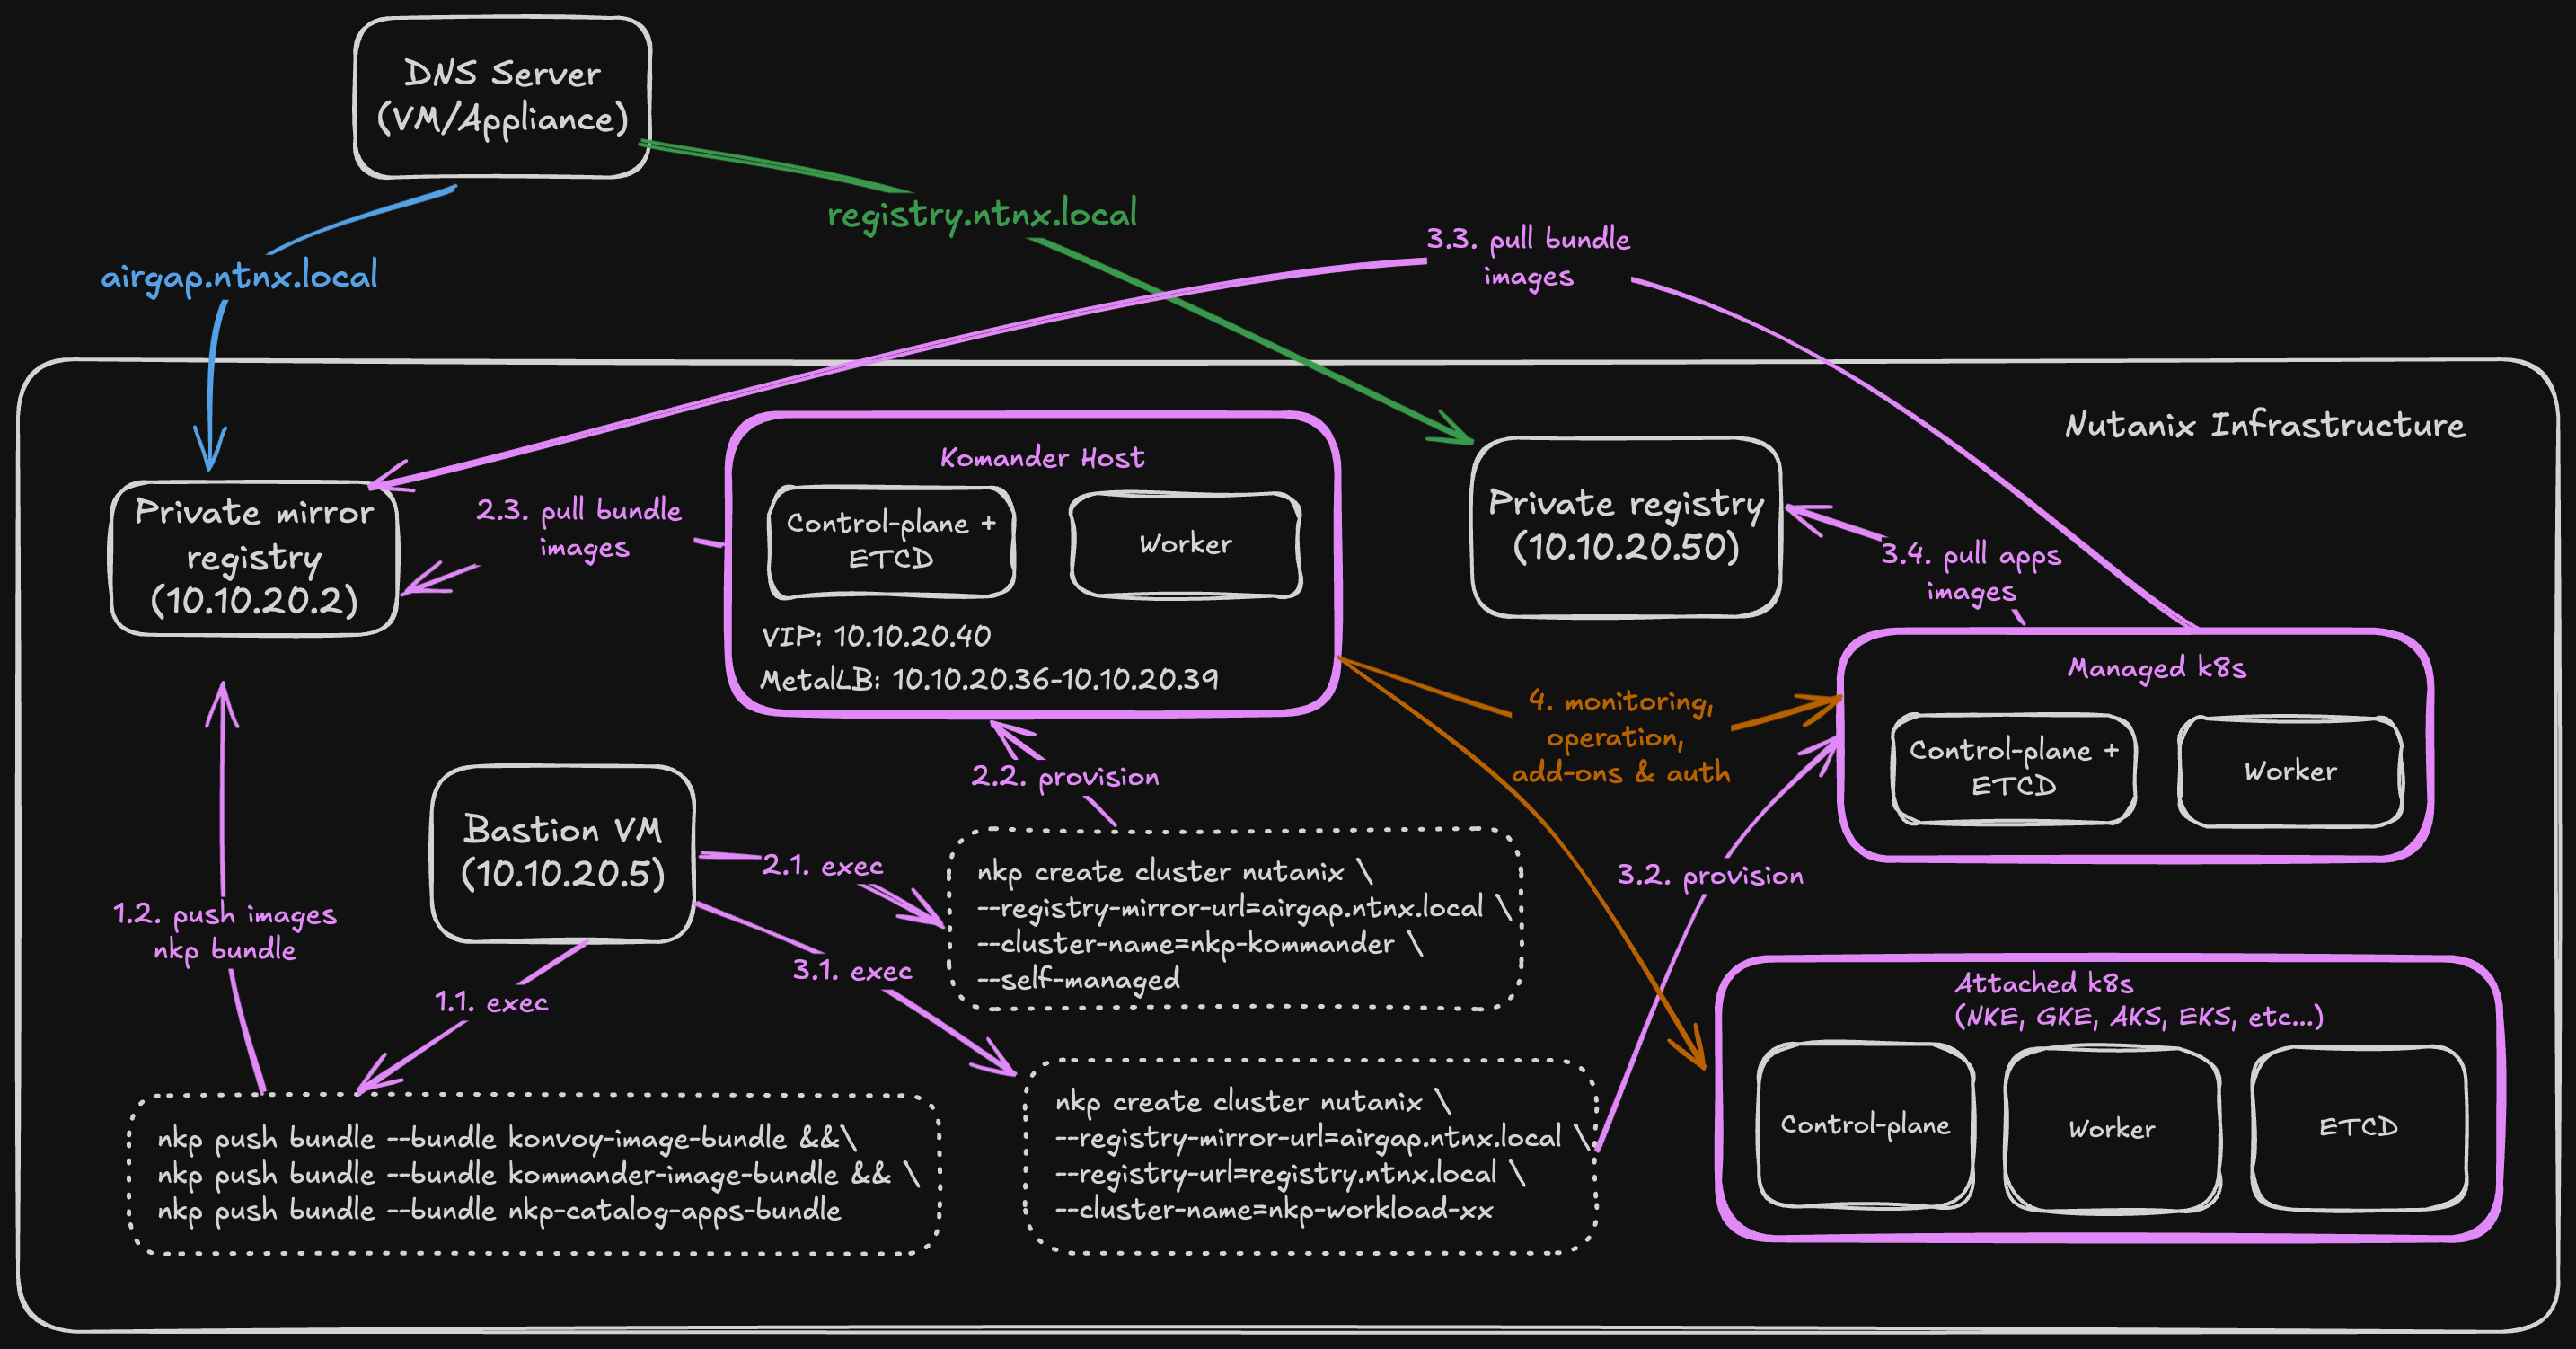 DNS Server
(VM/Appliance)
registry.ntnx.local
airgap.ntnx.local
3.3. pull bundle
images
Nutanix Infrastructure
Private mirror
registry
(10.10.20.2)
2.3. pull bundle
images
Komander Host
Control-plane +
ETCD
Worker
VIP: 10.10.20.40
MetalLB: 10.10.20.36-10.10.20.39
Private registry
(10.10.20.50)
3.4. pull apps
images
Managed k8s
Control-plane +
ETCD
Worker
4. monitoring,
operation,
add-ons & auth
2.2. provision
Bastion VM
(10.10.20.5)
2.1. exec
nkp create cluster nutanix \
--registry-mirror-url=airgap.ntnx.local \
--cluster-name=nkp-kommander \
--self-managed
3.2. provision
1.2. push images
nkp bundle
3.1. exec
1.1. exec
Attached k8s
(NKE, GKE, AKS, EKS, etc...)
Control-plane
Worker
ETCD
nkp push bundle --bundle konvoy-image-bundle &&\
nkp push bundle --bundle kommander-image-bundle && \
nkp push bundle --bundle nkp-catalog-apps-bundle
nkp create cluster nutanix \
--registry-mirror-url=airgap.ntnx.local \
--registry-url=registry.ntnx.local \
--cluster-name=nkp-workload-xx